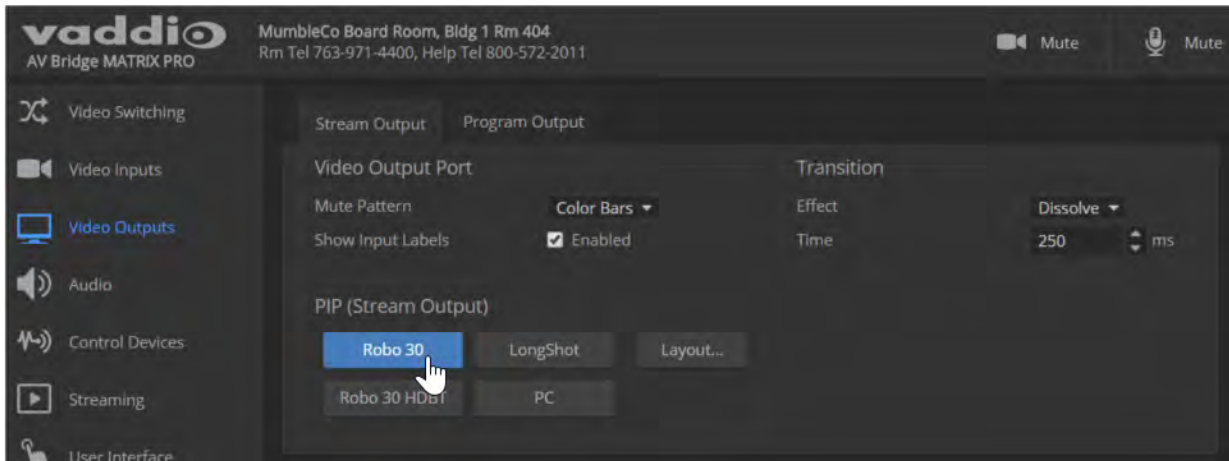 vaddio
AV Bridge MATRIX PRO
MumbleCo Board Room, Bldg 1 Rm 404
Rm Tel 763-971-4400, Help Tel 800-572-2011
Mute
Mute
Video Switching
Video Inputs
Video Outputs
Audio
Control Devices
Streaming
User Interface
Stream Output
Program Output
Video Output Port
Mute Pattern
Color Bars
Show Input Labels
Enabled
Transition
Effect
Dissolve
Time
250
ms
PIP (Stream Output)
Robo 30
LongShot
Layout...
Robo 30 HDBT
PC